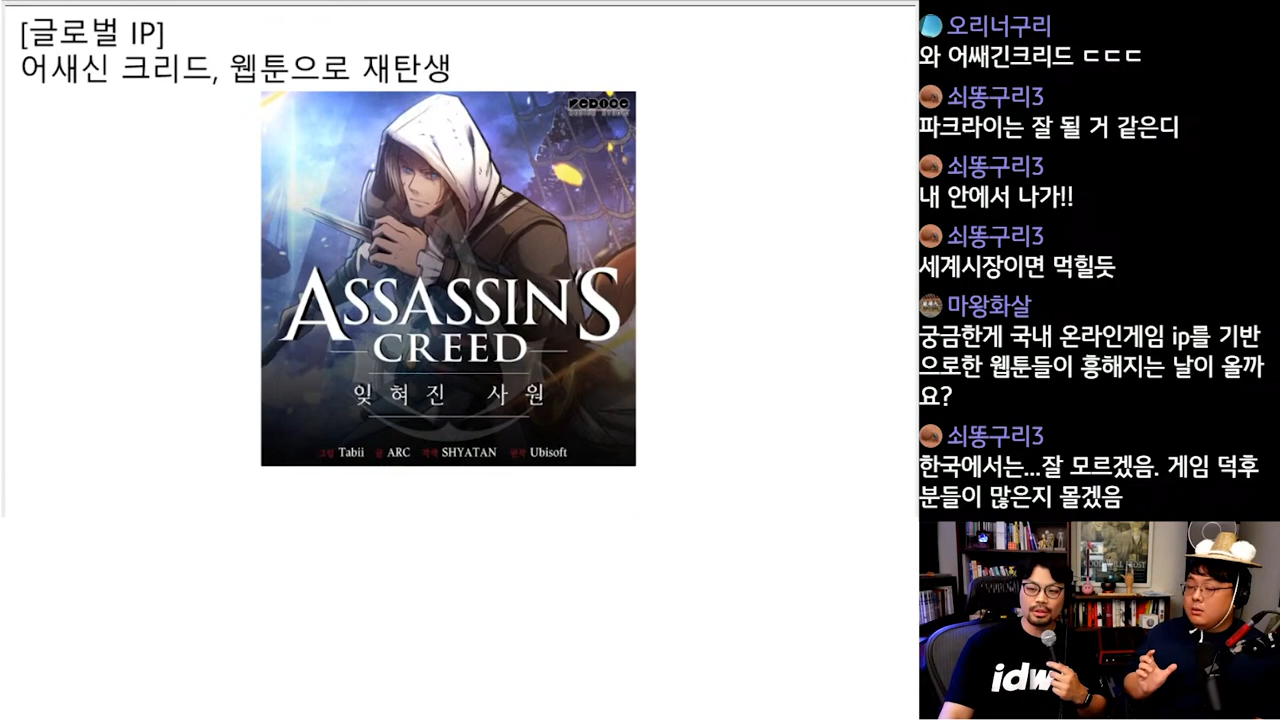 [글로벌 IP]
어새신 크리드, 웹툰으로 재탄생
ASSASSIN'S
CREED
잊혀진 사원
그림 Tabii 글 ARC 각색 SHYATAN 원작 Ubisoft
오리너구리
와 어쌔긴크리드 ㄷㄷㄷ
쇠똥구리3
파크라이는 잘 될 거 같은디
쇠똥구리3
내 안에서 나가!!
쇠똥구리3
세계시장이면 먹힐듯
마왕화살
궁금한게 국내 온라인게임 ip를 기반
으로한 웹툰들이 흥해지는 날이 올까
요?
쇠똥구리3
한국에서는...잘 모르겠음. 게임 덕후
분들이 많은지 몰겠음
idw